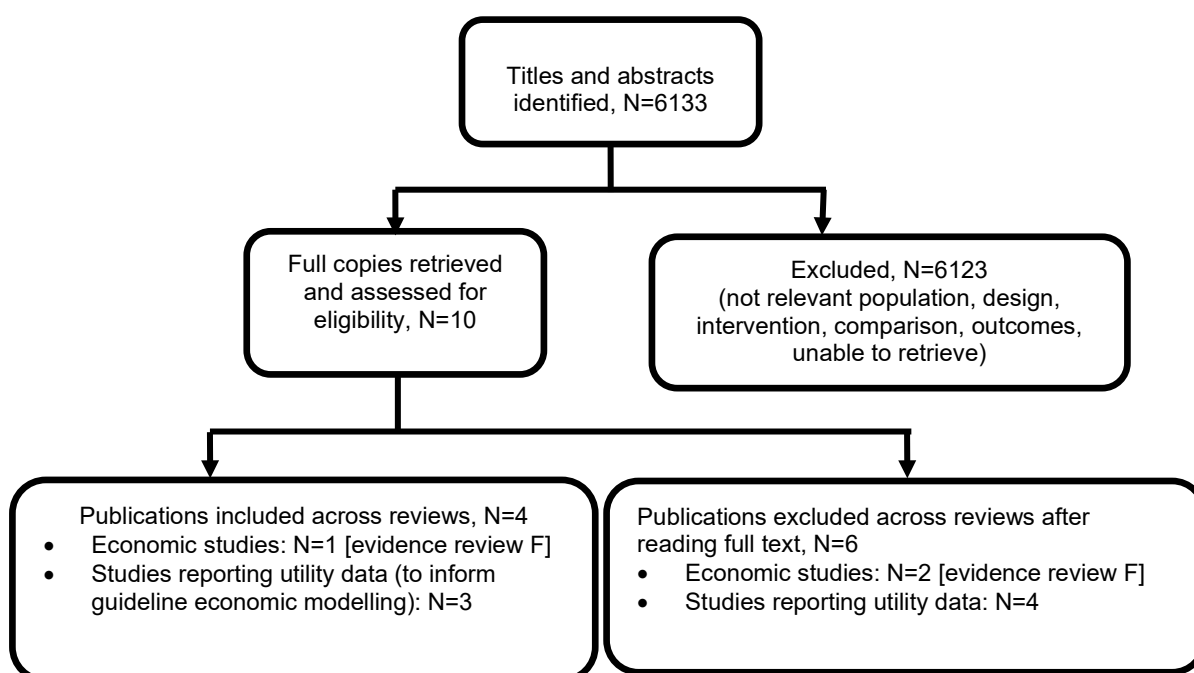 Titles and abstracts
identified, N=6133
Full copies retrieved
and assessed for
eligibility, N=10
Excluded, N=6123
(not relevant population, design,
intervention, comparison, outcomes,
unable to retrieve)
Publications included across reviews, N=4
• Economic studies: N=1 [evidence review F]
• Studies reporting utility data (to inform
guideline economic modelling): N=3
Publications excluded across reviews after
reading full text, N=6
• Economic studies: N=2 [evidence review F]
• Studies reporting utility data: N=4